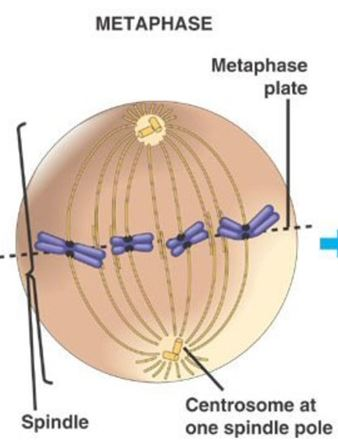 METAPHASE
Metaphase
plate
Spindle
Centrosome at
one spindle pole